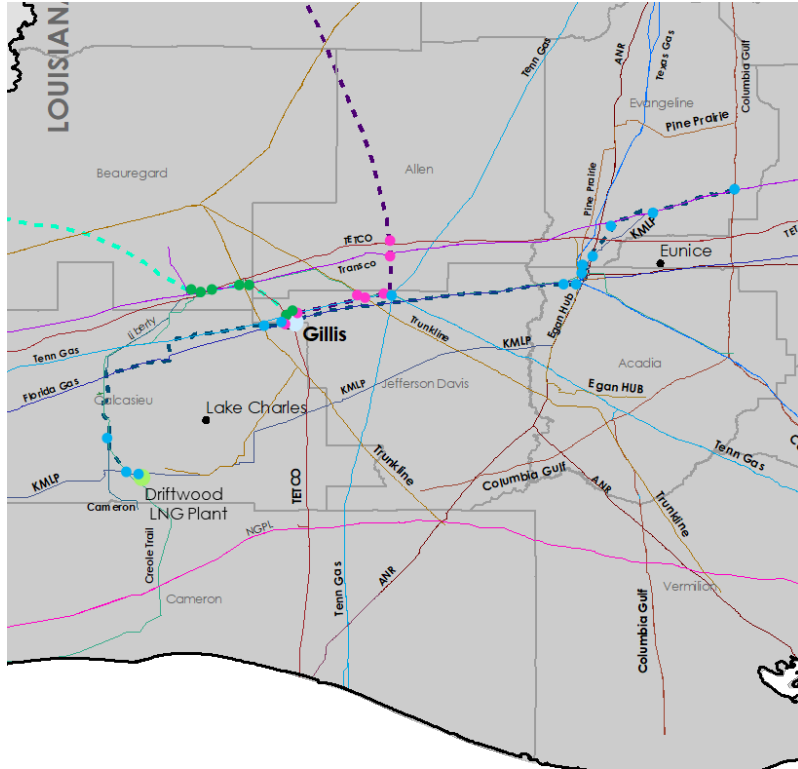 LOUISIANA
Tenn Gas
ANR
Texas Gas
Columbia Gulf
Evangeline
Pine Prairie
Beauregard
Allen
Pine Prairie
TETCO
KMLP
TET
Transco
Eunice
Liberty
Egan HUB
Gillis
Trunkline
Tenn Gas
KMLP
Acadia
Florida Gas
Jefferson Davis
KMLP
Egan HUB
Calcasieu
Lake Charles
Trunkline
Tenn Gas
Columbia Gulf
ANR
KMLP
TETCO
Trunkline
Driftwood
LNG Plant
Cameron
NGPL
Creole Trail
ANR
Tenn Gas
Cameron
Vermilion
Columbia Gulf